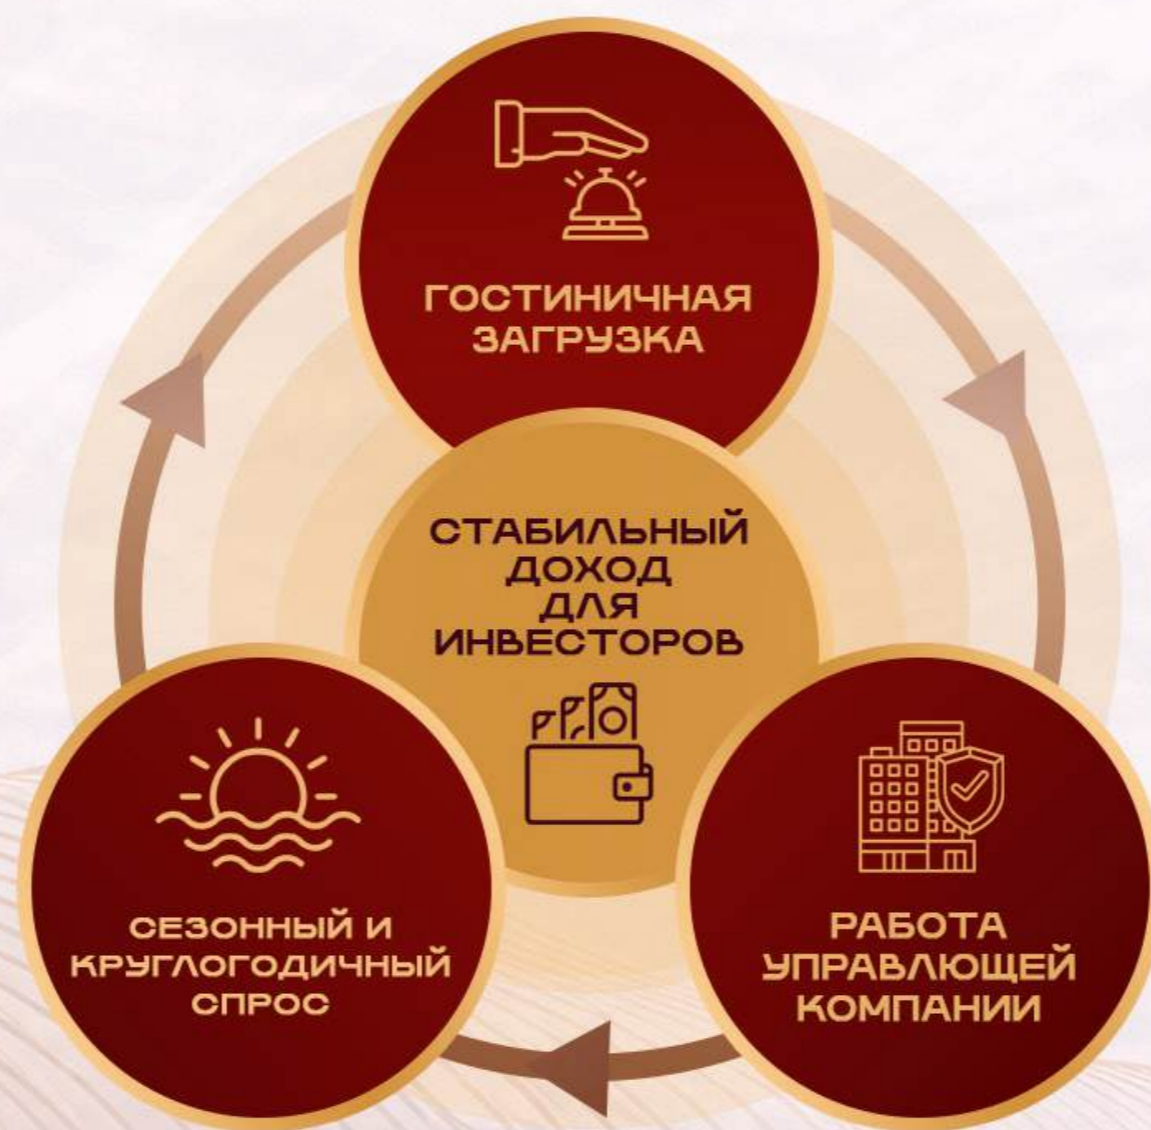 ГОСТИНИЧНАЯ
ЗАГРУЗКА
СТАБИЛЬНЫЙ
ДОХОД
ДЛЯ
ИНВЕСТОРОВ
СЕЗОННЫЙ И
КРУГЛОГОДИЧНЫЙ
СПРОС
РАБОТА
УПРАВЛЮЩЕЙ
КОМПАНИИ